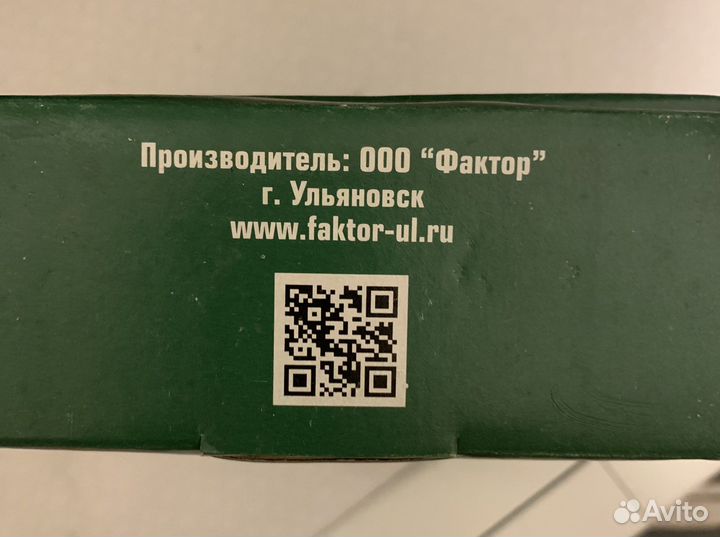 Производитель: ООО “Фактор”
г. Ульяновск
www.faktor-ul.ru
Avito